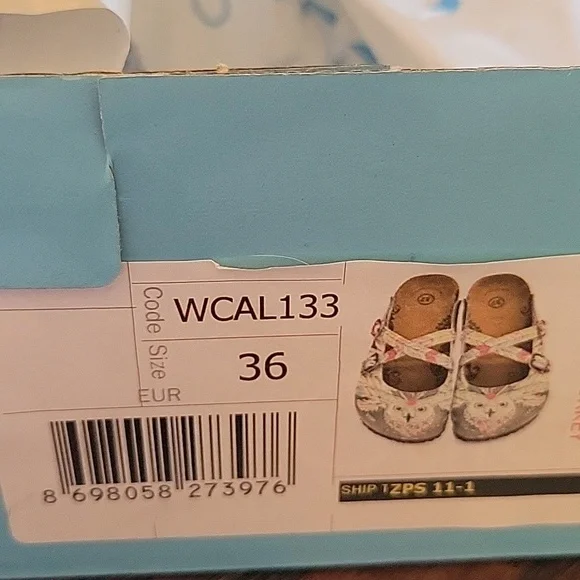 Code WCAL133
Size 36
EUR
8 698058 273976
SHIP TZPS 11-1